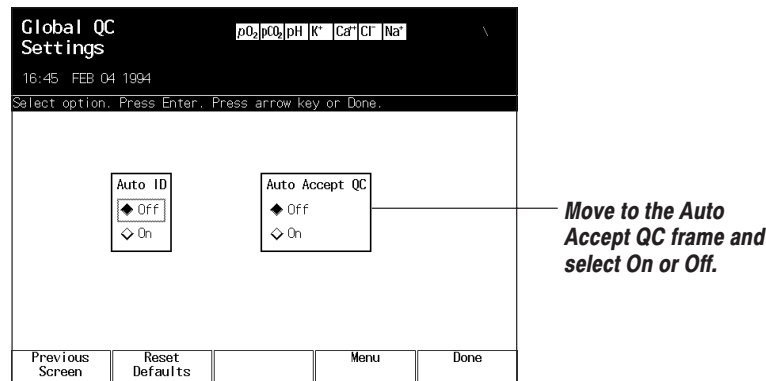 Global QC
Settings
pO₂ pCO₂ pH K⁺ Ca⁺⁺ Cl⁻ Na⁺
\
16:45 FEB 04 1994
Select option. Press Enter. Press arrow key or Done.
Auto ID
Off
On
Auto Accept QC
Off
On
Move to the Auto
Accept QC frame and
select On or Off.
Previous
Screen
Reset
Defaults
Menu
Done